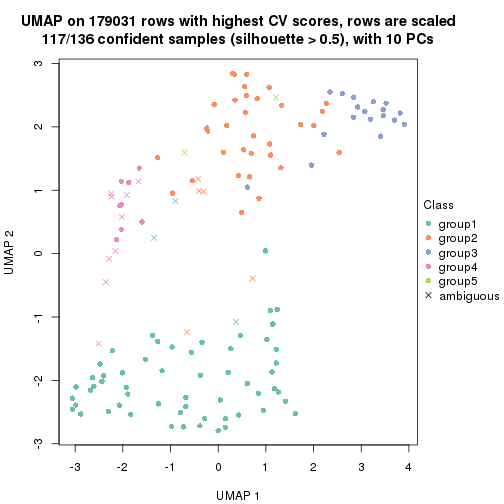 UMAP on 179031 rows with highest CV scores, rows are scaled
117/136 confident samples (silhouette > 0.5), with 10 PCs
3
2
1
0
-1
-2
-3
UMAP 2
-3 -2 -1 0 1 2 3 4
UMAP 1
Class
group1
group2
group3
group4
group5
ambiguous